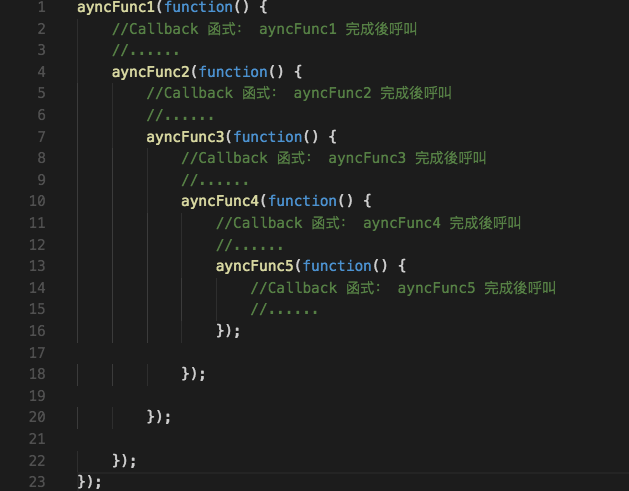 1 ayncFunc1(function() {
2 //Callback 函式： ayncFunc1 完成後呼叫
3 //......
4 ayncFunc2(function() {
5 //Callback 函式： ayncFunc2 完成後呼叫
6 //......
7 ayncFunc3(function() {
8 //Callback 函式： ayncFunc3 完成後呼叫
9 //......
10 ayncFunc4(function() {
11 //Callback 函式： ayncFunc4 完成後呼叫
12 //......
13 ayncFunc5(function() {
14 //Callback 函式： ayncFunc5 完成後呼叫
15 //......
16 });
17
18 });
19
20 });
21
22 });
23 });